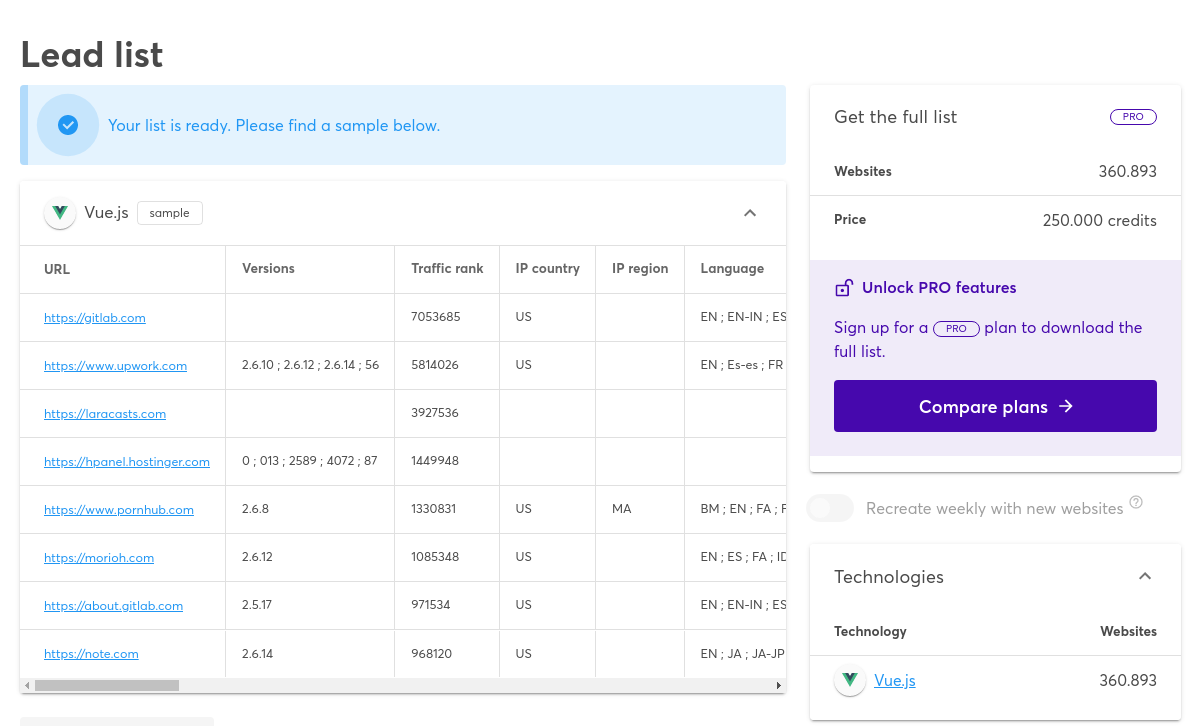 Lead list
Your list is ready. Please find a sample below.
Vue.js sample
URL Versions Traffic rank IP country IP region Language
https://gitlab.com 7053685 US EN ; EN-IN ; ES
https://www.upwork.com 2.6.10 ; 2.6.12 ; 2.6.14 ; 56 5814026 US EN ; Es-es ; FR
https://laracasts.com 3927536
https://hpanel.hostinger.com 0 ; 013 ; 2589 ; 4072 ; 87 1449948
https://www.pornhub.com 2.6.8 1330831 US MA BM ; EN ; FA ; F
https://morioh.com 2.6.12 1085348 US EN ; ES ; FA ; ID
https://about.gitlab.com 2.5.17 971534 US EN ; EN-IN ; ES
https://note.com 2.6.14 968120 US EN ; JA ; JA-JP
Get the full list PRO
Websites 360.893
Price 250.000 credits
Unlock PRO features
Sign up for a PRO plan to download the
full list.
Compare plans →
Recreate weekly with new websites ?
Technologies
Technology Websites
Vue.js 360.893